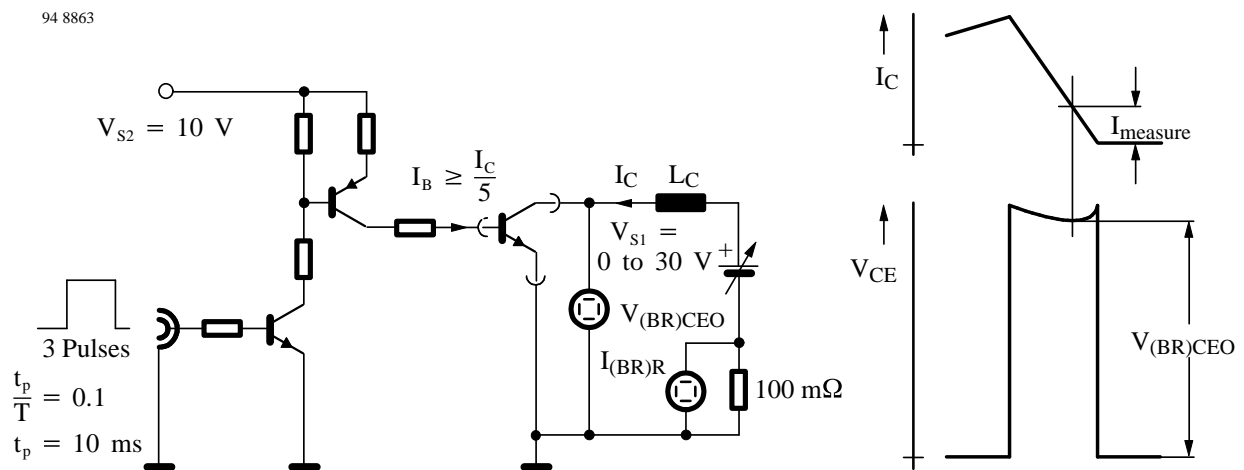 94 8863
V_S2 = 10 V
I_B ≥ I_C/5
I_C
L_C
V_S1 =
0 to 30 V
+
V_(BR)CEO
I_(BR)R
100 mΩ
3 Pulses
t_p/T = 0.1
t_p = 10 ms
I_C
I_measure
V_CE
V_(BR)CEO